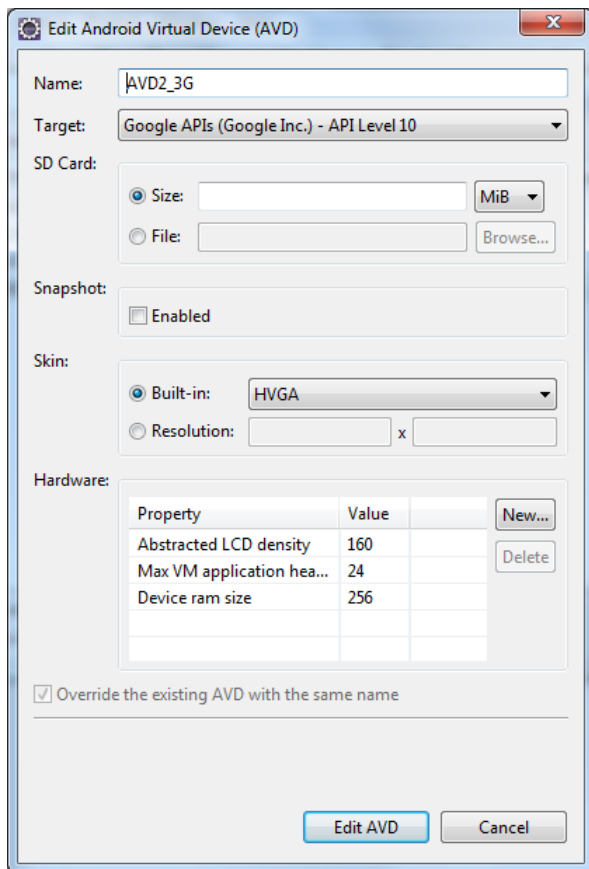 Edit Android Virtual Device (AVD)
Name: AVD2_3G
Target: Google APIs (Google Inc.) - API Level 10
SD Card:
Size: MiB
File: Browse...
Snapshot:
Enabled
Skin:
Built-in: HVGA
Resolution: x
Hardware:
Property Value New...
Abstracted LCD density 160
Delete
Max VM application hea... 24
Device ram size 256
Override the existing AVD with the same name
Edit AVD Cancel